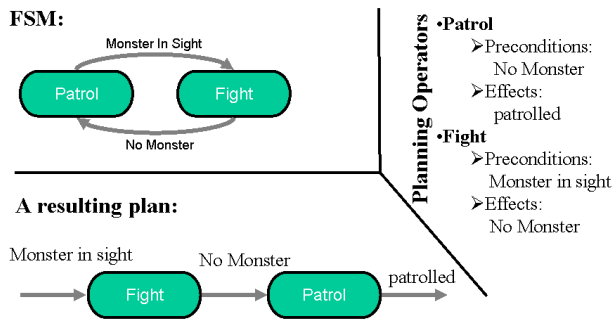 FSM:
Monster In Sight
Patrol
Fight
No Monster
A resulting plan:
Monster in sight
Fight
No Monster
Patrol
patrolled
Planning Operators
•Patrol
➢Preconditions:
No Monster
➢Effects:
patrolled
•Fight
➢Preconditions:
Monster in sight
➢Effects:
No Monster